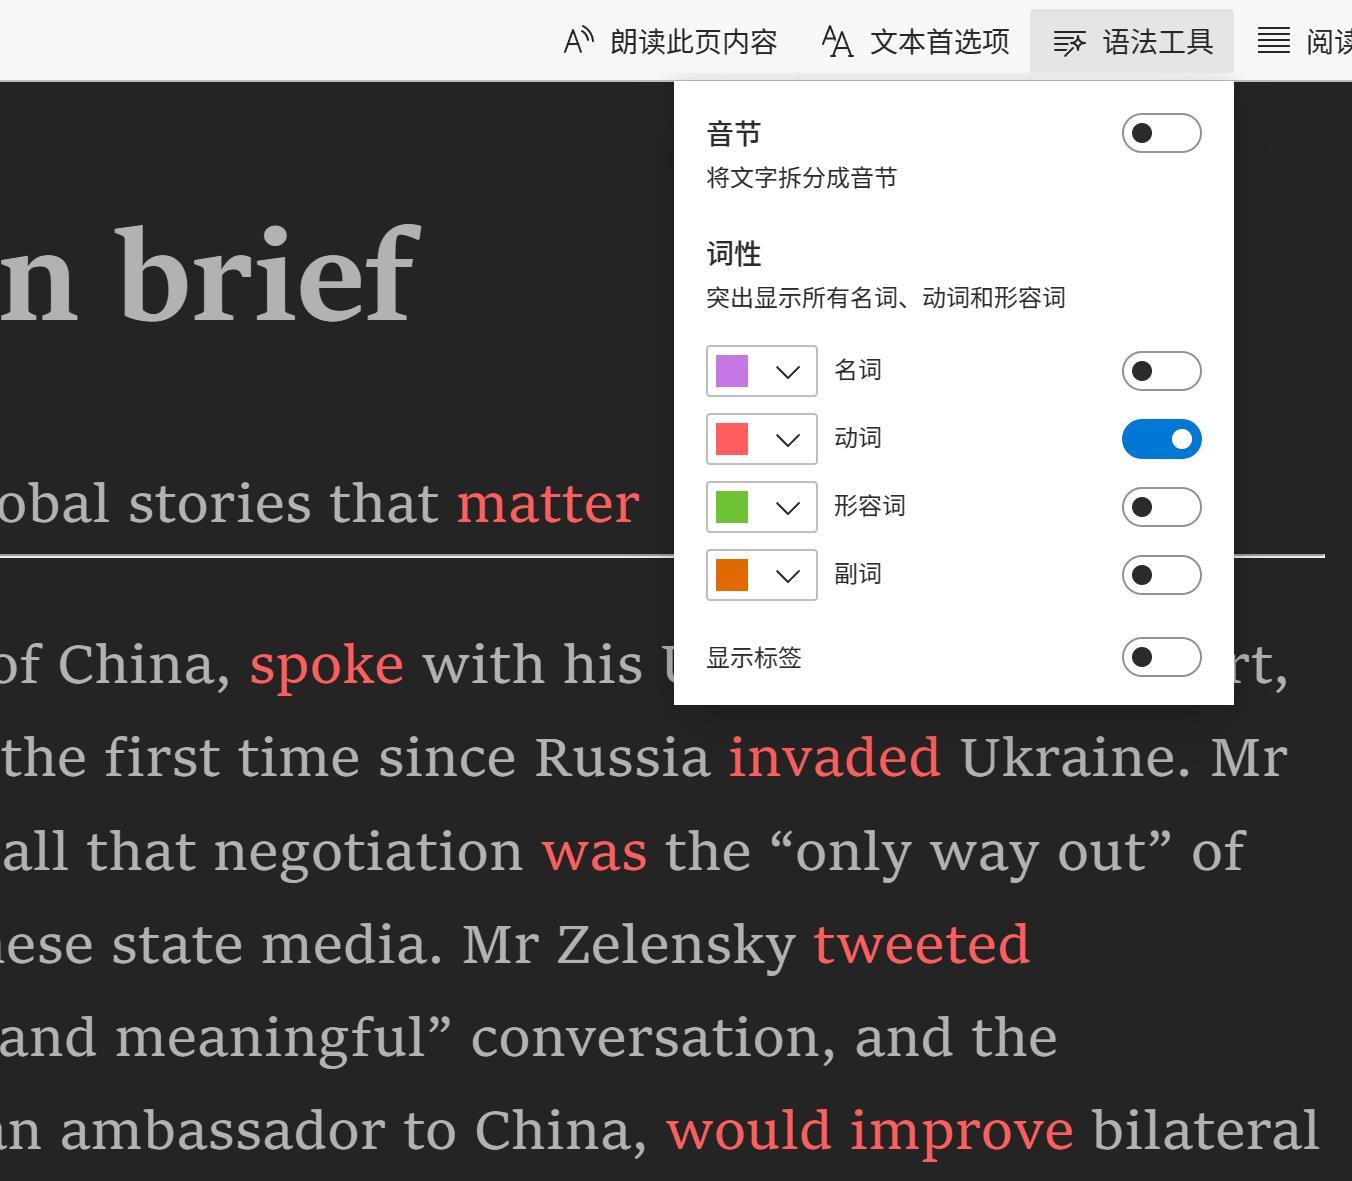 朗读此页内容 文本首选项 语法工具 阅读
音节
将文字拆分成音节
词性
突出显示所有名词、动词和形容词
名词
动词
形容词
副词
显示标签
n brief
obal stories that matter
of China, spoke with his rt,
the first time since Russia invaded Ukraine. Mr
all that negotiation was the “only way out” of
nese state media. Mr Zelensky tweeted
and meaningful” conversation, and the
an ambassador to China, would improve bilateral